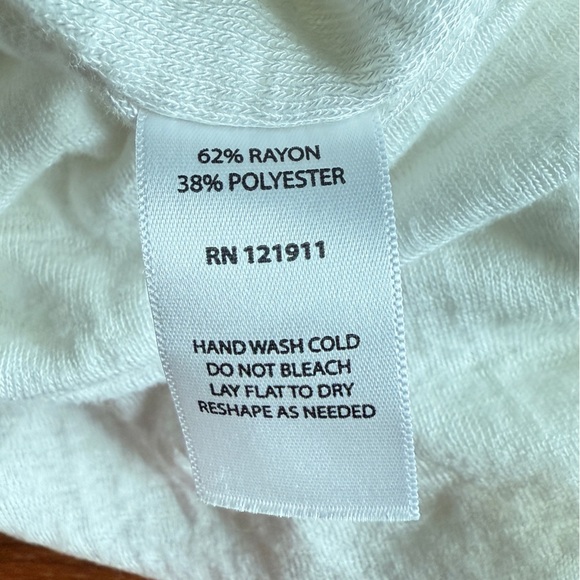 62% RAYON
38% POLYESTER
RN 121911
HAND WASH COLD
DO NOT BLEACH
LAY FLAT TO DRY
RESHAPE AS NEEDED